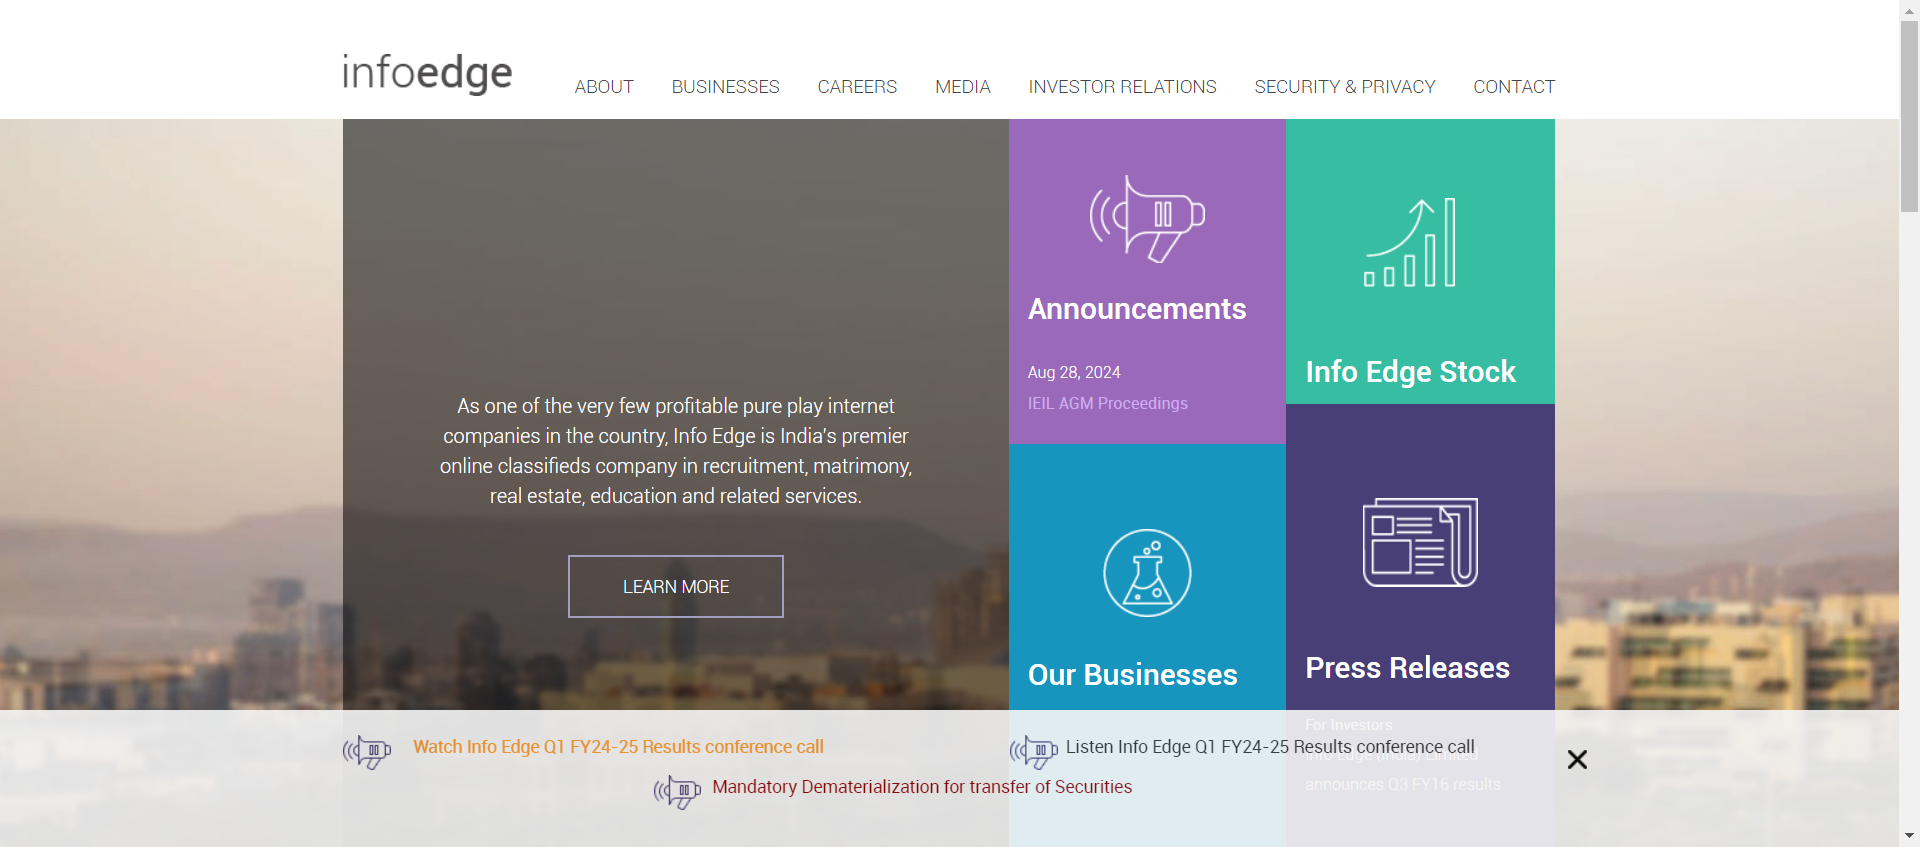 infoedge
ABOUT BUSINESSES CAREERS MEDIA INVESTOR RELATIONS SECURITY & PRIVACY CONTACT
As one of the very few profitable pure play internet
companies in the country, Info Edge is India's premier
online classifieds company in recruitment, matrimony,
real estate, education and related services.
LEARN MORE
Announcements
Aug 28, 2024
IEIL AGM Proceedings
Info Edge Stock
Our Businesses
Press Releases
For Investors
Info Edge (India) Limited
announces Q3 FY16 results
Watch Info Edge Q1 FY24-25 Results conference call
Listen Info Edge Q1 FY24-25 Results conference call
Mandatory Dematerialization for transfer of Securities